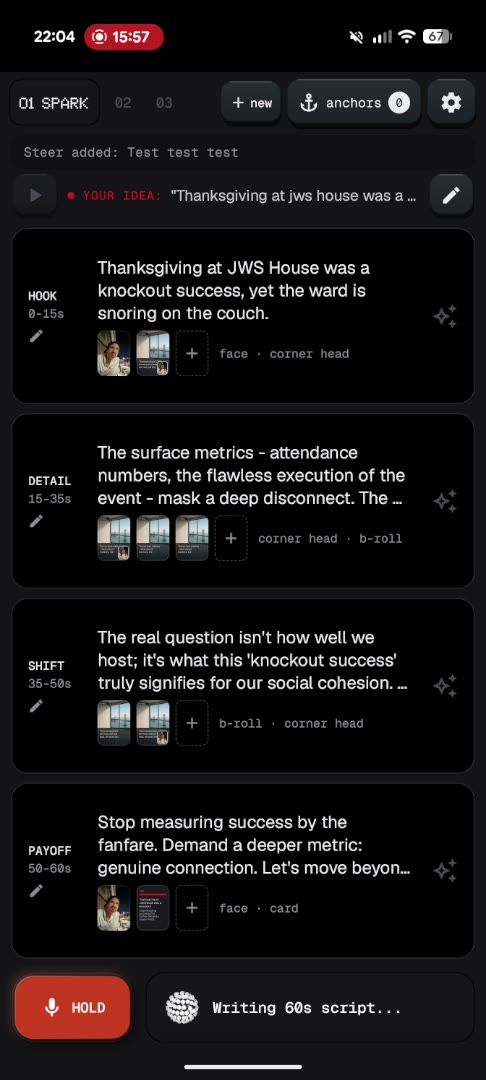 22:04 15:57 67
01 SPARK 02 03 + new anchors 0
Steer added: Test test test
YOUR IDEA: "Thanksgiving at jws house was a ...
HOOK
0-15s
Thanksgiving at JWS House was a
knockout success, yet the ward is
snoring on the couch.
face · corner head
DETAIL
15-35s
The surface metrics - attendance
numbers, the flawless execution of the
event - mask a deep disconnect. The ...
corner head · b-roll
SHIFT
35-50s
The real question isn't how well we
host; it's what this 'knockout success'
truly signifies for our social cohesion. ...
b-roll · corner head
PAYOFF
50-60s
Stop measuring success by the
fanfare. Demand a deeper metric:
genuine connection. Let's move beyon...
face · card
HOLD
Writing 60s script...